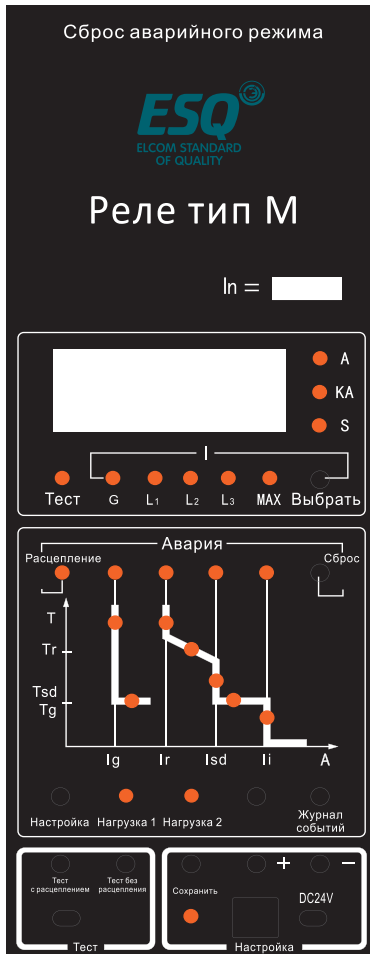 Сброс аварийного режима
ESQ
ELCOM STANDARD
OF QUALITY
Реле тип М
In =
A
KA
S
I
Тест G L1 L2 L3 MAX Выбрать
Авария
Расцепление Сброс
T
Tr
Tsd
Tg
Ig Ir Isd Ii A
Настройка Нагрузка 1 Нагрузка 2 Журнал
событий
+ −
Тест
с расцеплением
Тест без
расцепления
Сохранить
DC24V
Тест
Настройка